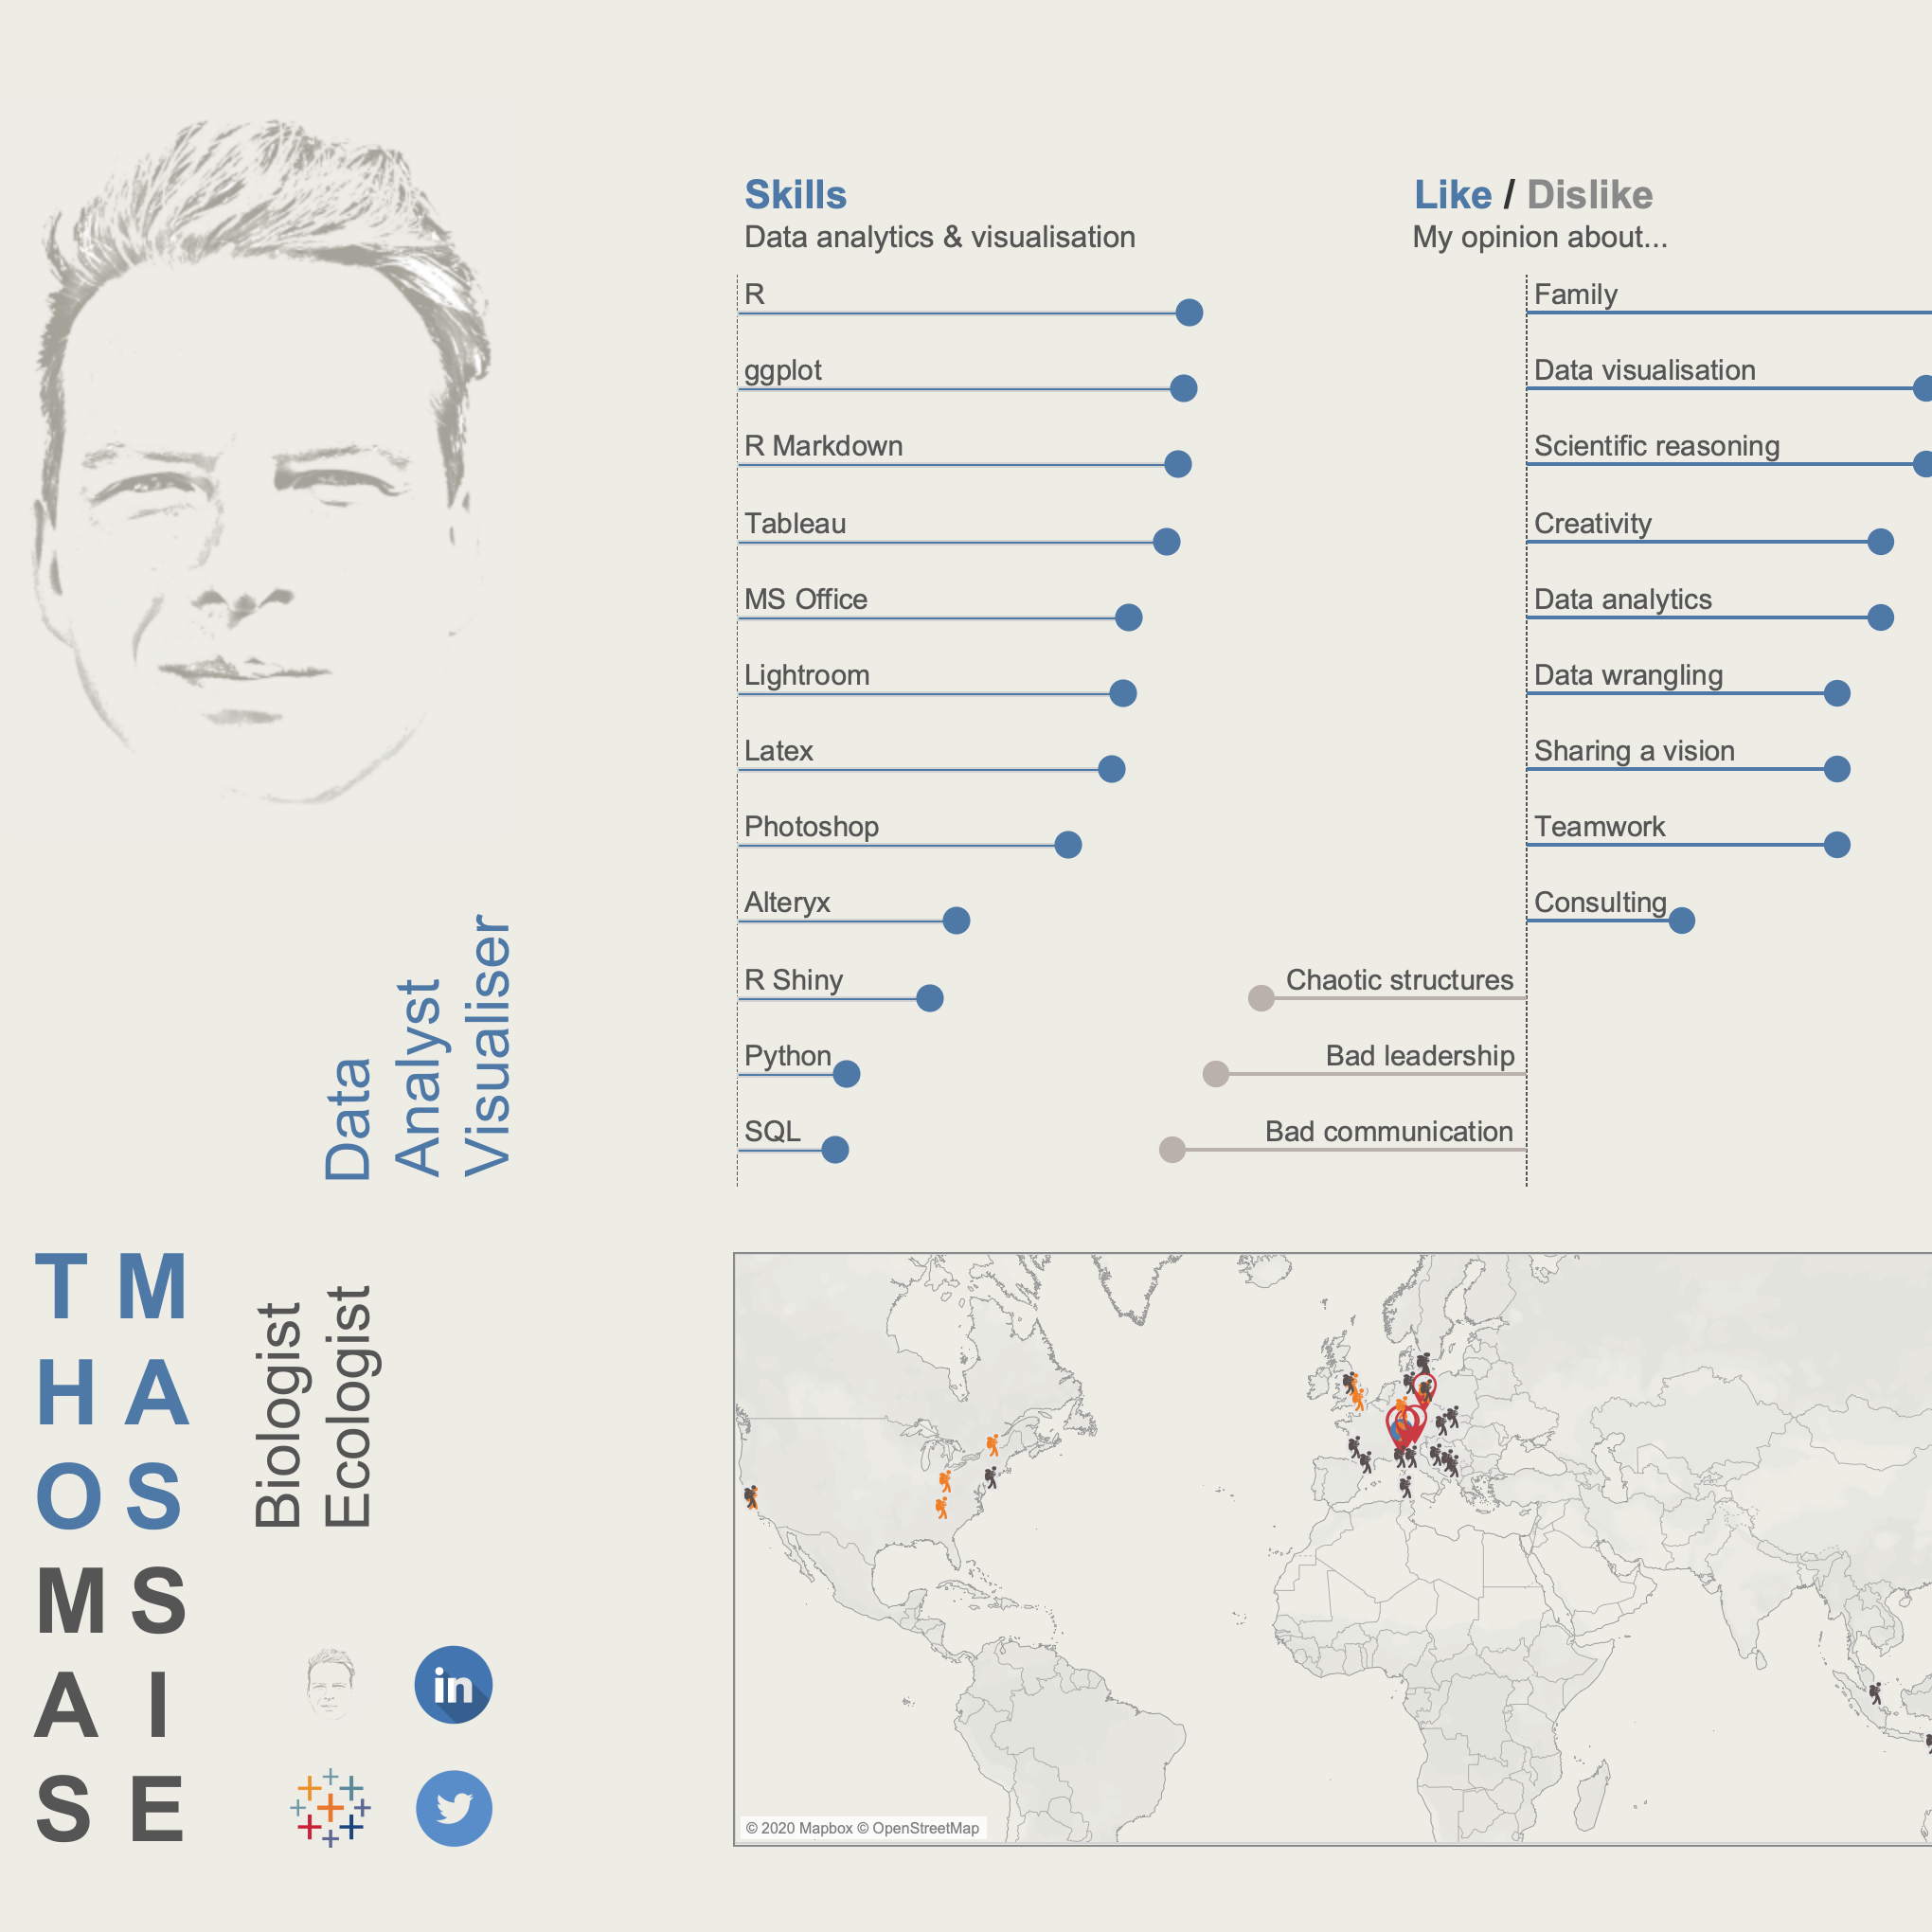 Skills
Data analytics & visualisation
R
ggplot
R Markdown
Tableau
MS Office
Lightroom
Latex
Photoshop
Alteryx
R Shiny
Python
SQL
Like / Dislike
My opinion about...
Family
Data visualisation
Scientific reasoning
Creativity
Data analytics
Data wrangling
Sharing a vision
Teamwork
Consulting
Chaotic structures
Bad leadership
Bad communication
Data
Analyst
Visualiser
Biologist
Ecologist
THOMAS
MASSIE
in
© 2020 Mapbox © OpenStreetMap